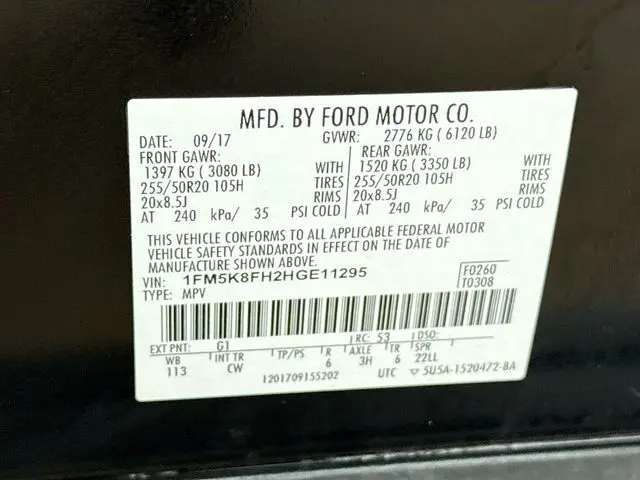 MFD. BY FORD MOTOR CO.
DATE: 09/17 GVWR: 2776 KG ( 6120 LB)
FRONT GAWR: REAR GAWR:
1397 KG ( 3080 LB) WITH 1520 KG ( 3350 LB) WITH
255/50R20 105H TIRES 255/50R20 105H TIRES
20x8.5J RIMS 20x8.5J RIMS
AT 240 kPa/ 35 PSI COLD AT 240 kPa/ 35 PSI COLD
THIS VEHICLE CONFORMS TO ALL APPLICABLE FEDERAL MOTOR
VEHICLE SAFETY STANDARDS IN EFFECT ON THE DATE OF
MANUFACTURE SHOWN ABOVE.
VIN: 1FM5K8FH2HGE11295 F0260
TYPE: MPV T0308
EXT PNT: G1 RC: 53 DSO:
WB INT TR TP/PS R AXLE TR SPR
113 CW 6 3H 6 22LL
1201709155202 UTC ▽ 5U5A-1520472-BA